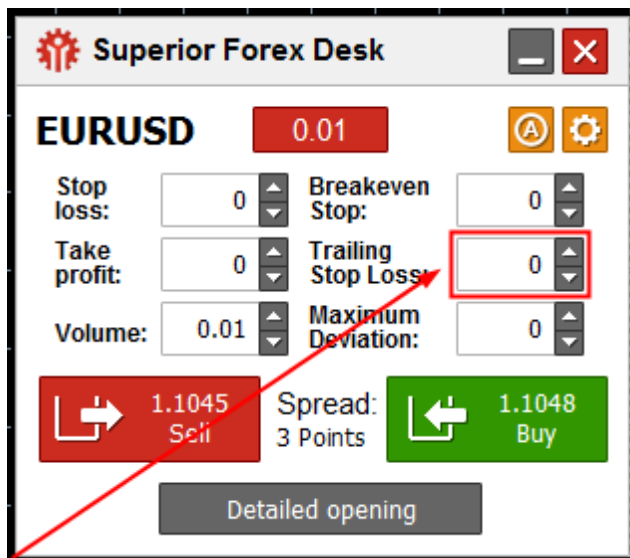 Superior Forex Desk
EURUSD 0.01 A
Stop loss: 0 Breakeven Stop: 0
Take profit: 0 Trailing Stop Loss: 0
Volume: 0.01 Maximum Deviation: 0
1.1045 Sell
Spread: 3 Points
1.1048 Buy
Detailed opening